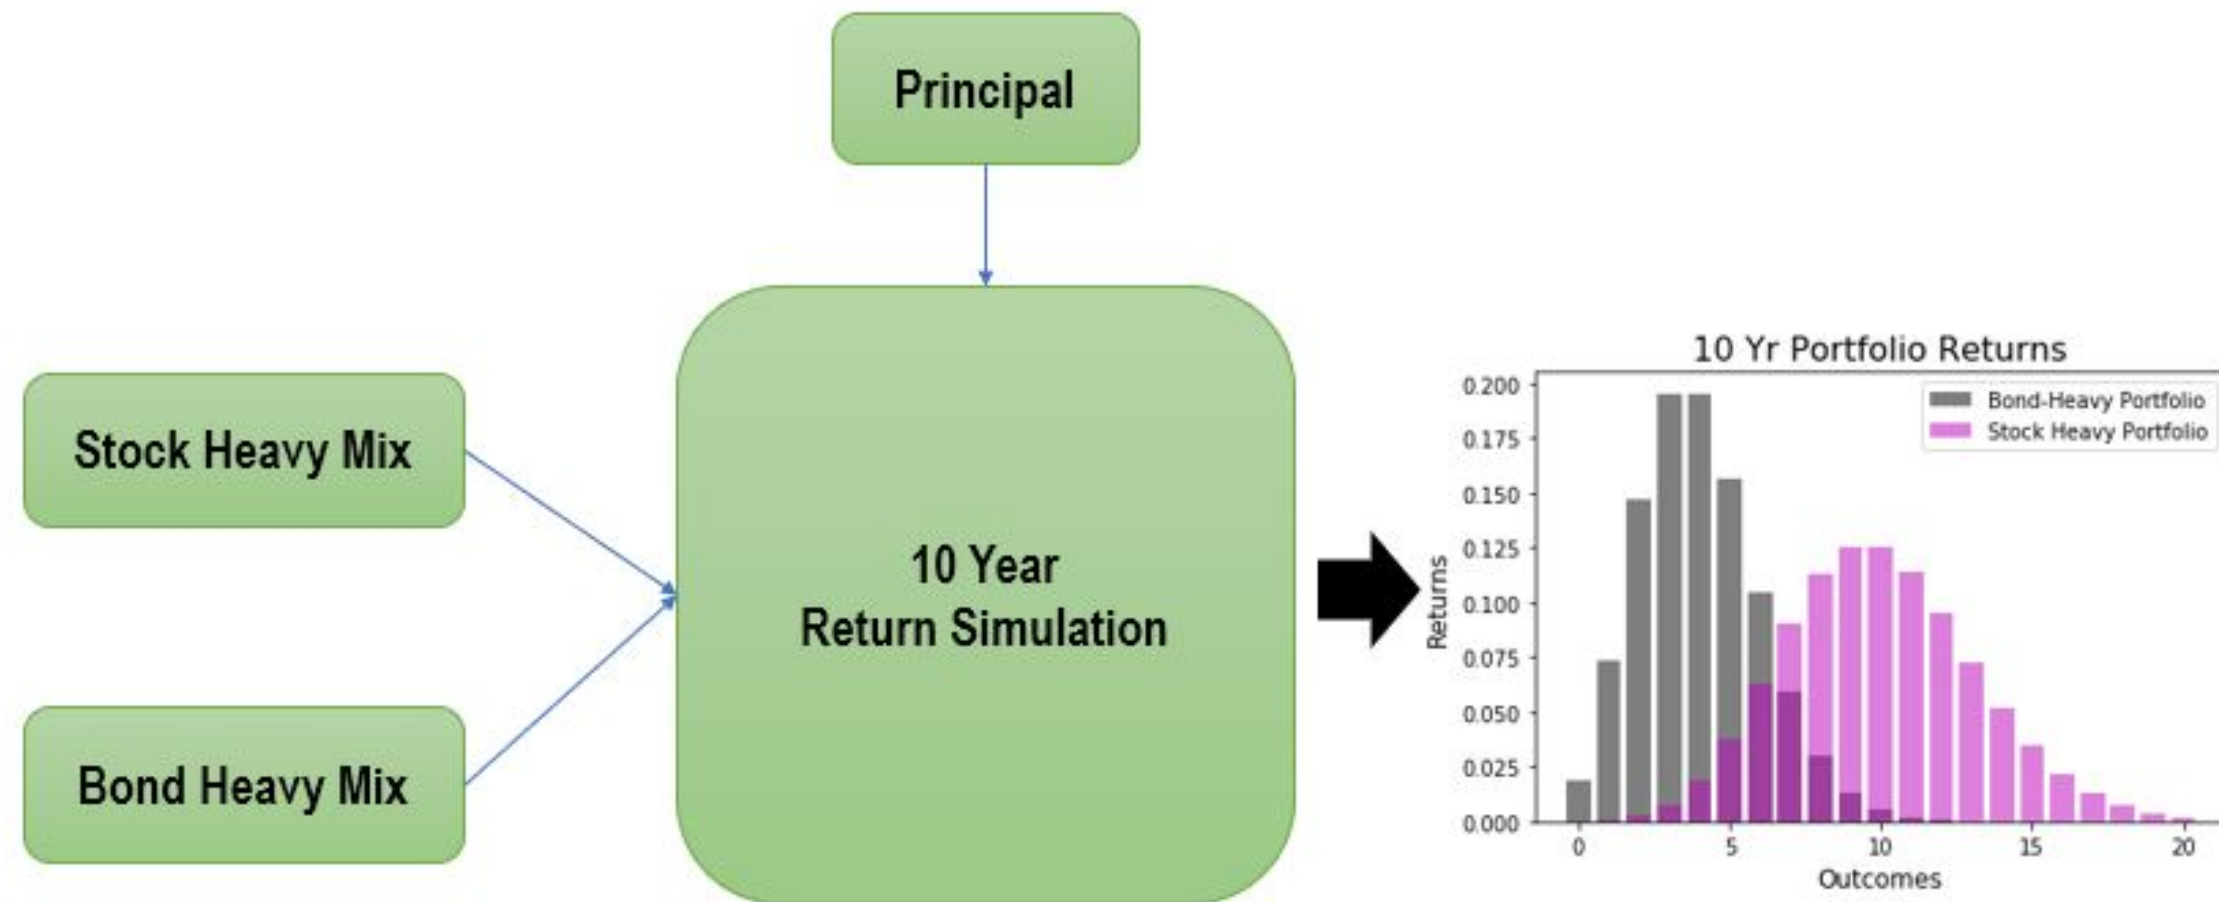 Principal
Stock Heavy Mix
Bond Heavy Mix
10 Year
Return Simulation
10 Yr Portfolio Returns
Bond-Heavy Portfolio
Stock Heavy Portfolio
Returns
0.200
0.175
0.150
0.125
0.100
0.075
0.050
0.025
0.000
0 5 10 15 20
Outcomes